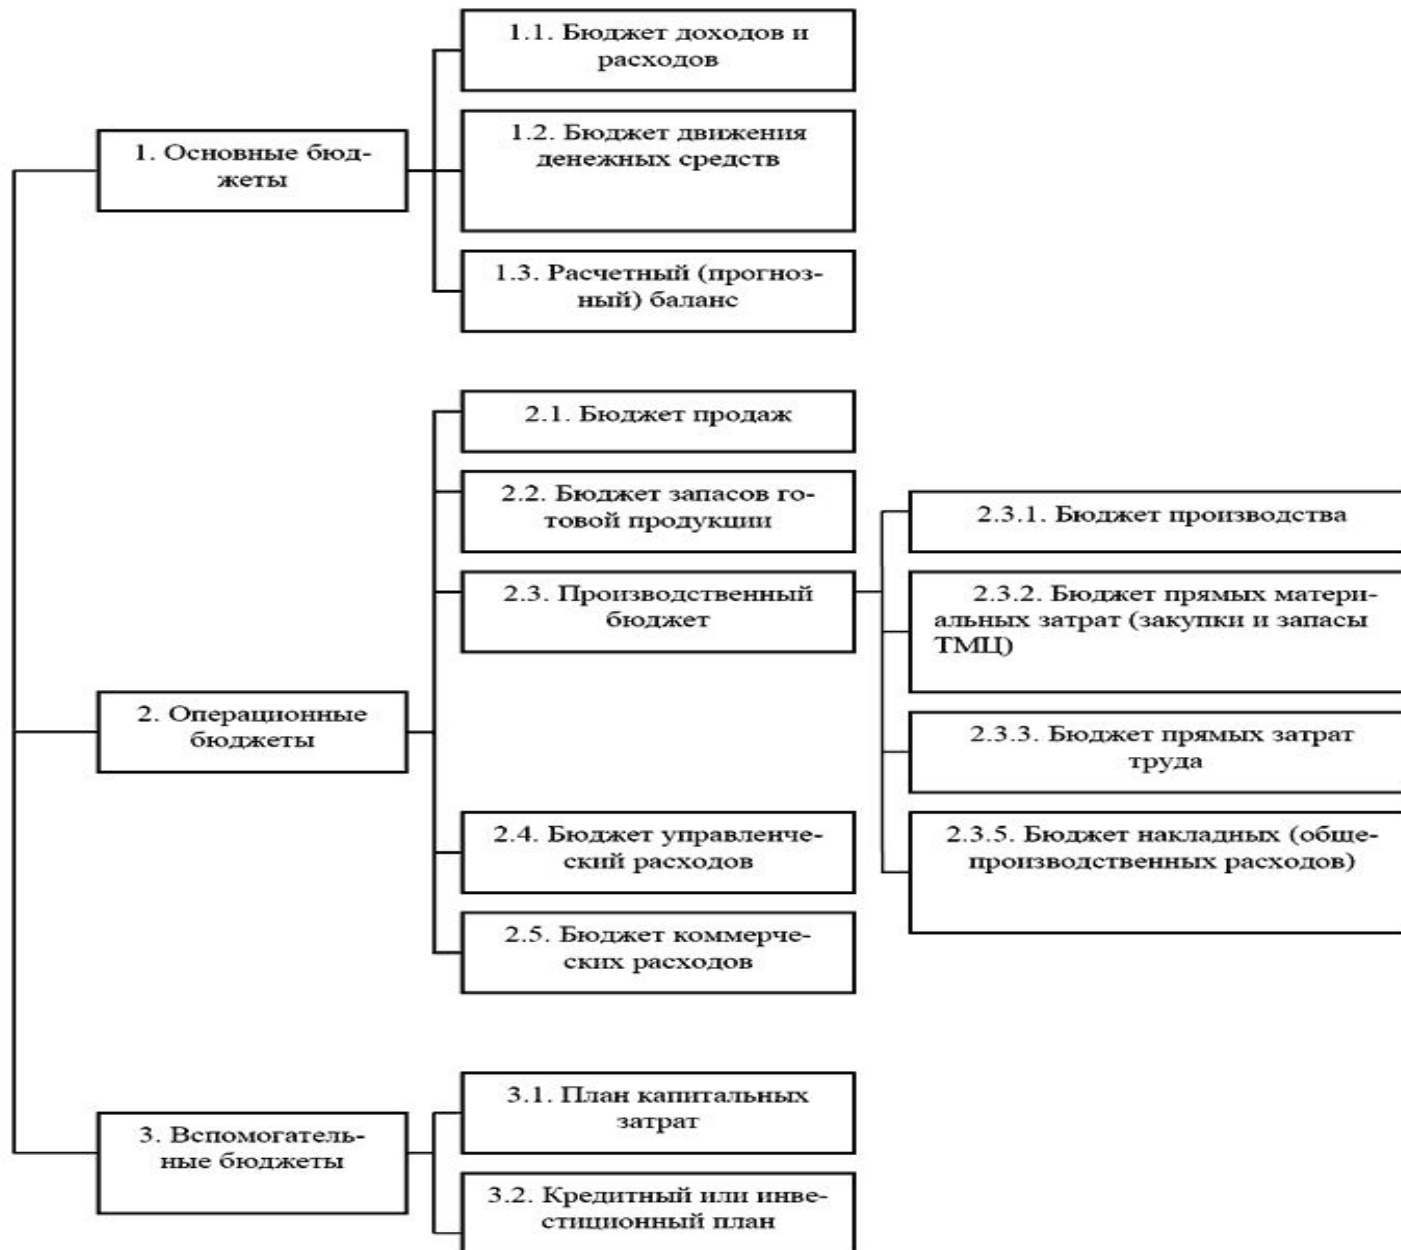 1. Основные бюд-
жеты
1.1. Бюджет доходов и
расходов
1.2. Бюджет движения
денежных средств
1.3. Расчетный (прогноз-
ный) баланс
2. Операционные
бюджеты
2.1. Бюджет продаж
2.2. Бюджет запасов го-
товой продукции
2.3. Производственный
бюджет
2.3.1. Бюджет производства
2.3.2. Бюджет прямых матери-
альных затрат (закупки и запасы
ТМЦ)
2.3.3. Бюджет прямых затрат
труда
2.3.5. Бюджет накладных (обще-
производственных расходов)
2.4. Бюджет управленче-
ский расходов
2.5. Бюджет коммерче-
ских расходов
3. Вспомогатель-
ные бюджеты
3.1. План капитальных
затрат
3.2. Кредитный или инве-
стиционный план